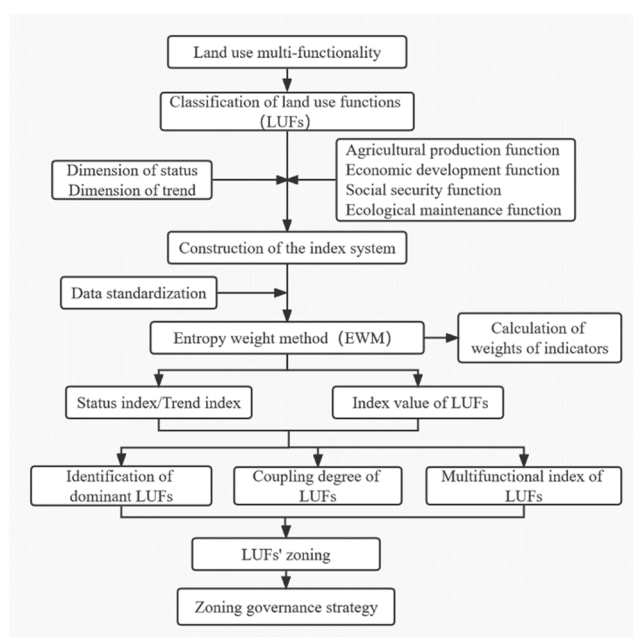 Land use multi-functionality
Classification of land use functions
(LUFs)
Dimension of status
Dimension of trend
Agricultural production function
Economic development function
Social security function
Ecological maintenance function
Construction of the index system
Data standardization
Entropy weight method（EWM）
Calculation of
weights of indicators
Status index/Trend index
Index value of LUFs
Identification of
dominant LUFs
Coupling degree of
LUFs
Multifunctional index of
LUFs
LUFs' zoning
Zoning governance strategy